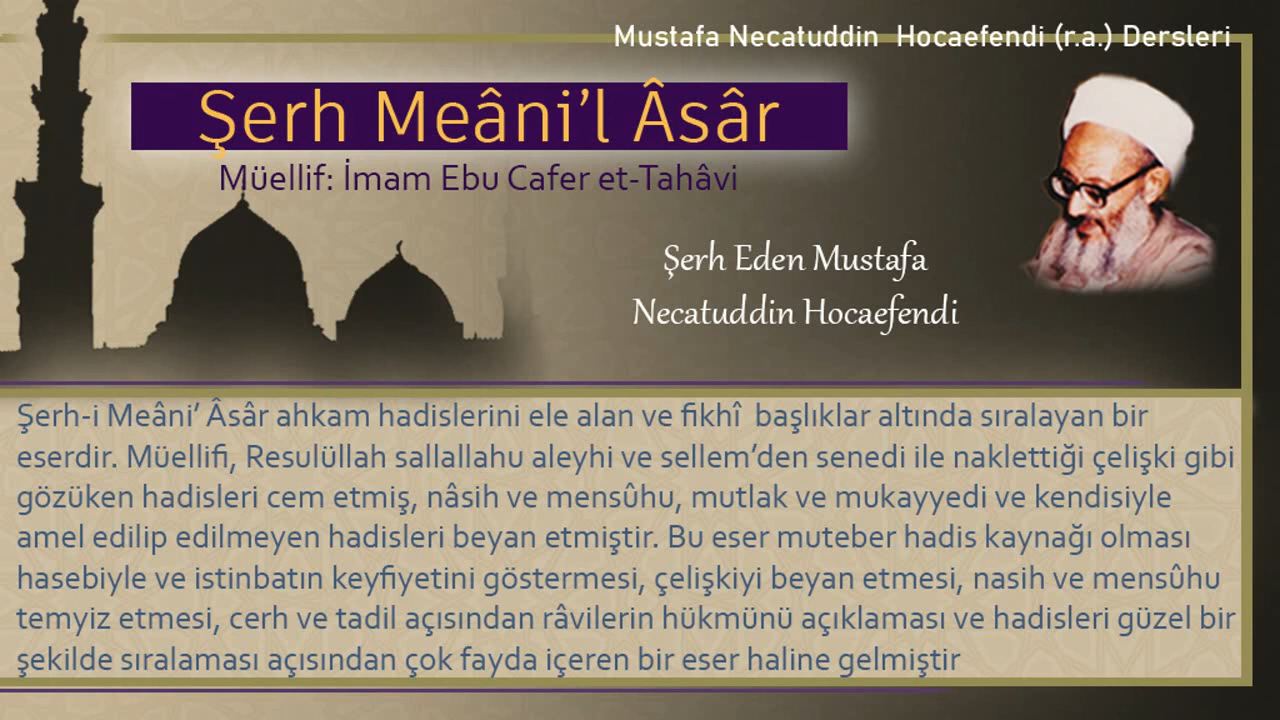 Mustafa Necatuddin Hocaefendi (r.a.) Dersleri
Şerh Meâni’l Âsâr
Müellif: İmam Ebu Cafer et-Tahâvi
Şerh Eden Mustafa
Necatuddin Hocaefendi
Şerh-i Meâni’ Âsâr ahkam hadislerini ele alan ve fikhî başlıklar altında sıralayan bir
eserdir. Müellifi, Resulüllah sallallahu aleyhi ve sellem’den senedi ile naklettiği çelişki gibi
gözüken hadisleri cem etmiş, nâsih ve mensûhu, mutlak ve mukayyedi ve kendisiyle
amel edilip edilmeyen hadisleri beyan etmiştir. Bu eser muteber hadis kaynağı olması
hasebiyle ve istinbatın keyfiyetini göstermesi, çelişkiyi beyan etmesi, nasih ve mensûhu
temyiz etmesi, cerh ve tadil açısından râvilerin hükmünü açıklaması ve hadisleri güzel bir
şekilde sıralaması açısından çok fayda içeren bir eser haline gelmiştir